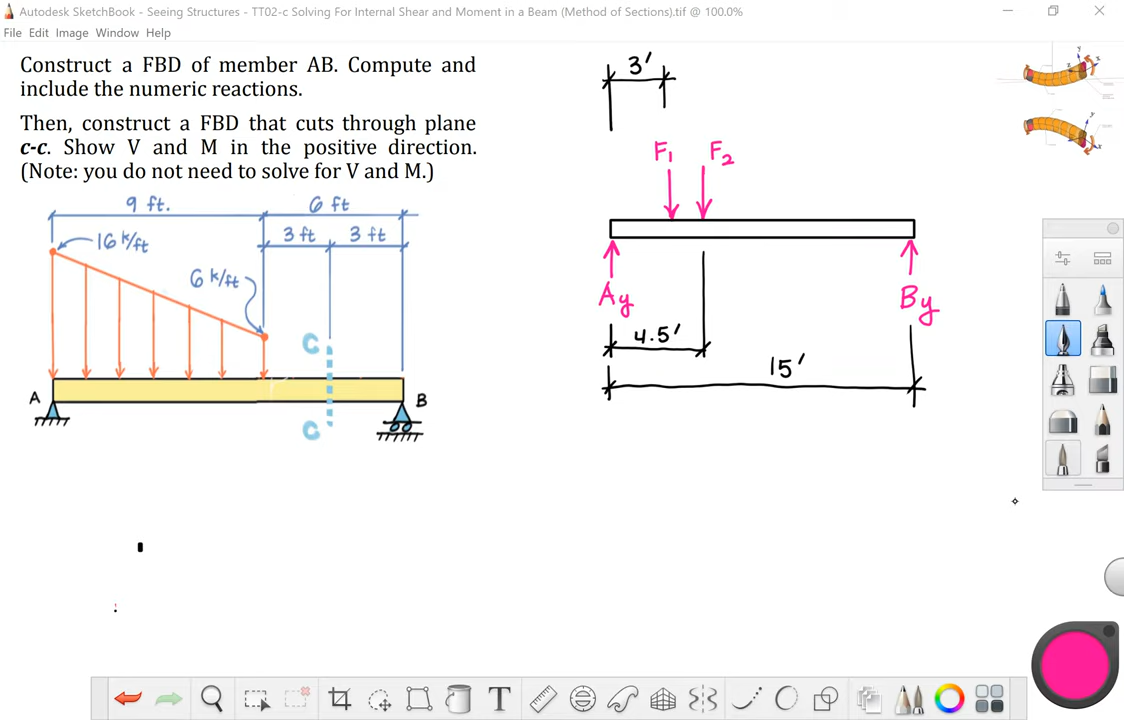 Autodesk SketchBook - Seeing Structures - TT02-c Solving For Internal Shear and Moment in a Beam (Method of Sections).tif @ 100.0%
File Edit Image Window Help
Construct a FBD of member AB. Compute and
include the numeric reactions.
Then, construct a FBD that cuts through plane
c-c. Show V and M in the positive direction.
(Note: you do not need to solve for V and M.)
9 ft.
6 ft
3 ft
3 ft
16 k/ft
6 k/ft
C
A
B
C
3'
F1
F2
Ay
By
4.5'
15'
T